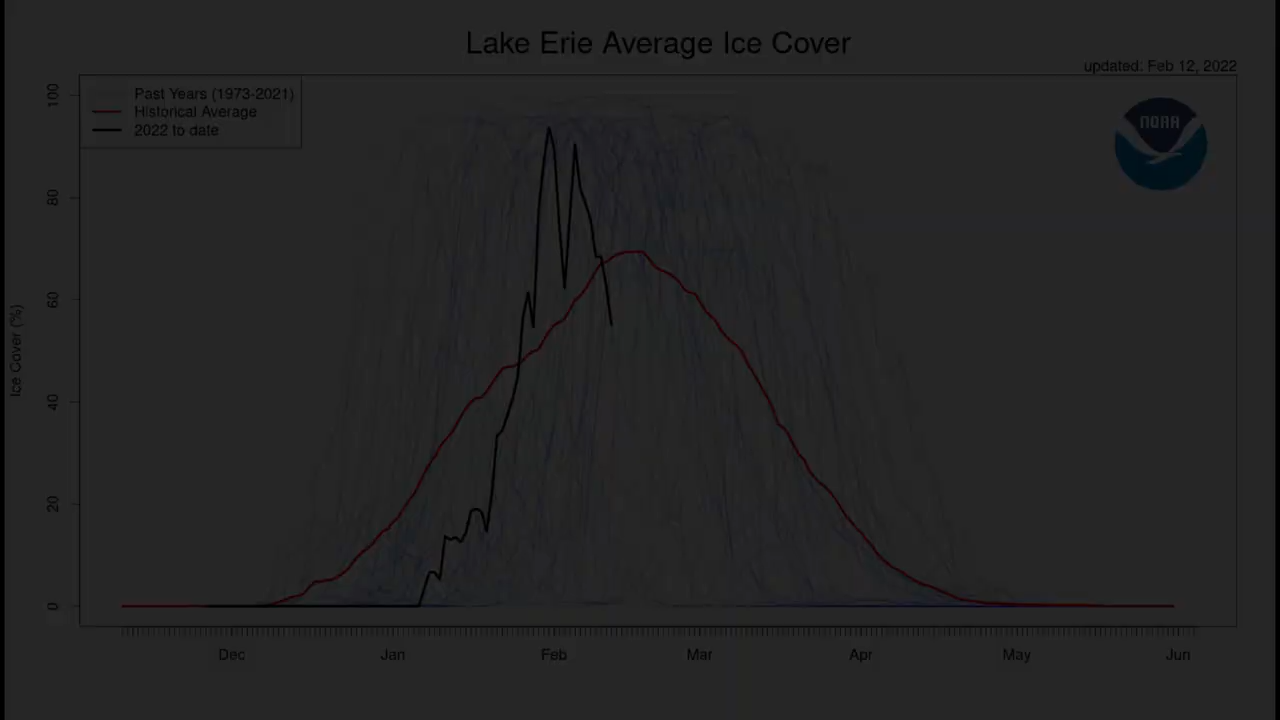 Lake Erie Average Ice Cover
updated: Feb 12, 2022
Past Years (1973-2021)
Historical Average
2022 to date
NOAA
Ice Cover (%)
100
80
60
40
20
0
Dec Jan Feb Mar Apr May Jun